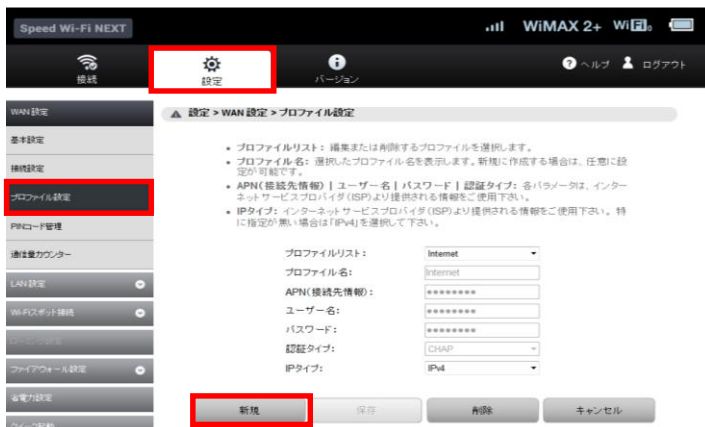 Speed Wi-Fi NEXT
WiMAX 2+ WiFi
接続
設定
バージョン
? ヘルプ
ログアウト
WAN設定
基本設定
接続設定
プロファイル設定
PINコード管理
通信量カウンター
LAN設定
Wi-Fiスポット接続
ファイアウォール設定
省電力設定
設定 > WAN 設定 > プロファイル設定
• プロファイルリスト: 編集または削除するプロファイルを選択します。
• プロファイル名: 選択したプロファイル名を表示します。新規に作成する場合は、任意に設
定が可能です。
• APN(接続先情報) | ユーザー名 | パスワード | 認証タイプ: 各パラメータは、インター
ネットサービスプロバイダ(ISP)より提供される情報をご使用下さい。
• IPタイプ: インターネットサービスプロバイダ(ISP)より提供される情報をご使用下さい。特
に指定が無い場合は「IPv4」を選択して下さい。
プロファイルリスト: Internet
プロファイル名: Internet
APN(接続先情報): ********
ユーザー名: ********
パスワード: ********
認証タイプ: CHAP
IPタイプ: IPv4
新規 保存 削除 キャンセル